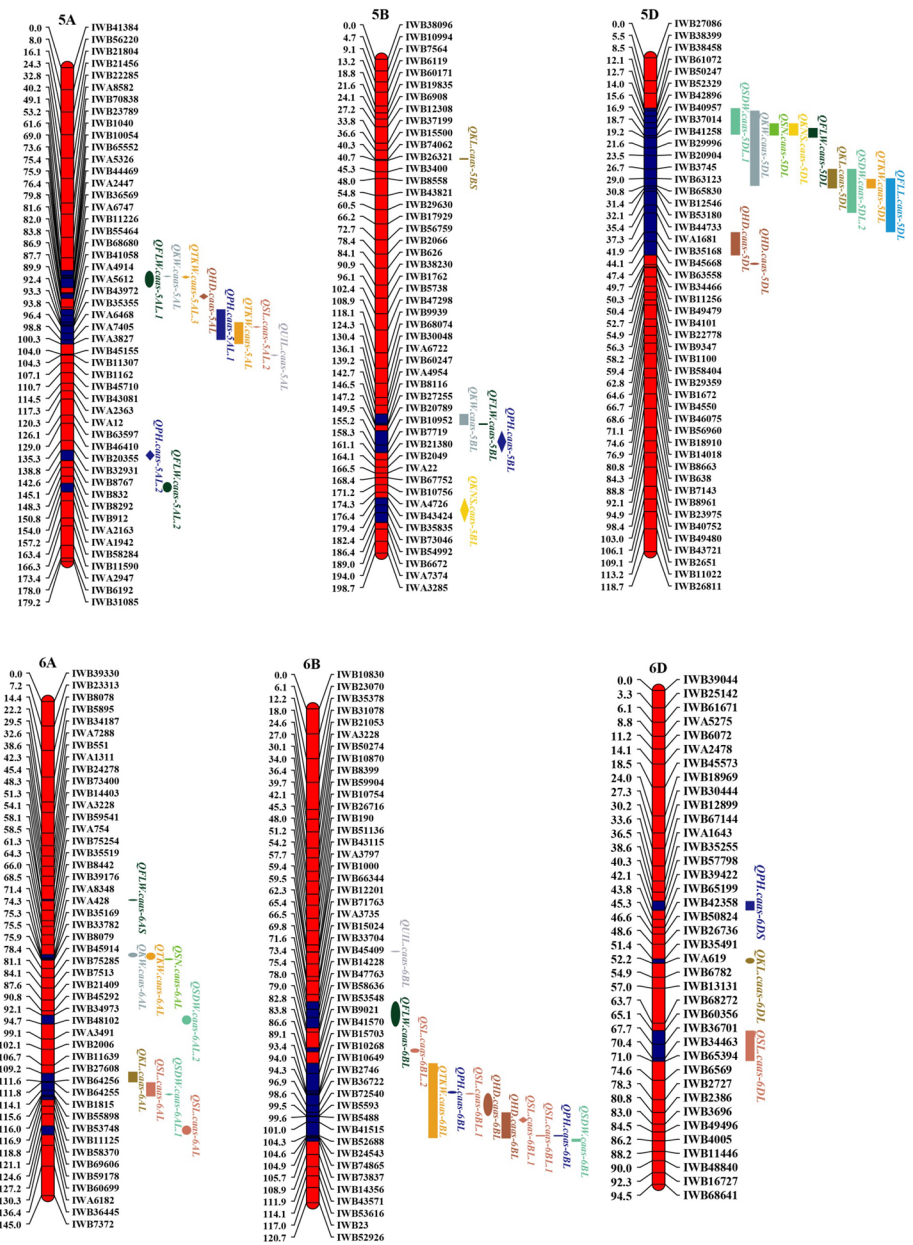 5A
0.0 IWB41384
8.0 IWB56220
16.1 IWB21804
24.3 IWB21456
32.8 IWB22285
40.2 IWA8582
49.1 IWB70838
53.2 IWB23789
61.6 IWB1040
69.0 IWB10054
73.6 IWB65552
75.4 IWA5326
75.9 IWB44469
76.4 IWA2447
79.8 IWB36569
81.6 IWA6747
82.0 IWB11226
83.8 IWB55464
86.9 IWB68680
87.7 IWB41058
89.9 IWA4914
92.4 IWA5612
93.3 IWB43972
93.8 IWB35355
96.4 IWA6468
98.8 IWA7405
100.3 IWA3827
104.0 IWB45155
104.3 IWB11307
107.1 IWB1162
110.7 IWB45710
114.5 IWB43081
117.3 IWA2363
120.3 IWA12
126.1 IWB63597
129.0 IWB46410
135.3 IWB20355
138.8 IWB32931
142.6 IWB8767
145.1 IWB832
148.3 IWB8292
150.8 IWB912
154.0 IWA2163
157.2 IWA1942
163.4 IWB58284
166.3 IWB11590
173.4 IWA2947
178.0 IWB6192
179.2 IWB31085
QFLW.caas-5AL.1
QKW.caas-5AL
QTKW.caas-5AL.3
QHD.caas-5AL
QPH.caas-5AL.1
QTKW.caas-5AL
QSL.caas-5AL.2
QUIL.caas-5AL
QPH.caas-5AL.2
QFLW.caas-5AL.2
5B
0.0 IWB38096
4.7 IWB10994
9.1 IWB7564
13.2 IWB6119
18.8 IWB60171
21.6 IWB19835
24.1 IWB6908
27.2 IWB12308
33.8 IWB37199
36.6 IWB15500
40.3 IWB74062
40.7 IWB26321
45.3 IWB3400
48.0 IWB8558
54.8 IWB43821
60.5 IWB29630
66.2 IWB17929
72.7 IWB56759
78.4 IWB2066
84.1 IWB626
90.9 IWB38230
96.1 IWB1762
102.4 IWB5738
108.9 IWB47298
118.1 IWB9939
124.3 IWB68074
130.4 IWB30048
136.1 IWA6722
139.2 IWB60247
142.7 IWA4954
146.5 IWB8116
147.2 IWB27255
149.5 IWB20789
155.2 IWB10952
158.3 IWB7719
161.1 IWB21380
164.1 IWB2049
166.5 IWA22
168.4 IWB67752
171.2 IWB10756
174.3 IWA4726
176.4 IWB43424
179.4 IWB35835
182.4 IWB73046
186.4 IWB54992
189.0 IWB6672
194.0 IWA7374
198.7 IWA3285
QKL.caas-5BS
QKW.caas-5BL
QFLW.caas-5BL
QPH.caas-5BL
QKNS.caas-5BL
5D
0.0 IWB27086
5.5 IWB38399
8.5 IWB38458
12.1 IWB61072
12.7 IWB50247
14.0 IWB52329
15.6 IWB42896
16.9 IWB40957
18.7 IWB37014
19.2 IWB41258
21.6 IWB29996
23.5 IWB20904
26.7 IWB3745
29.0 IWB63123
30.8 IWB65830
31.4 IWB12546
32.1 IWB53180
35.4 IWB44733
37.3 IWA1681
41.9 IWB35168
44.1 IWB45668
47.4 IWB63558
49.7 IWB34466
50.3 IWB11256
50.4 IWB49479
52.7 IWB4101
54.9 IWB22778
56.3 IWB9347
58.2 IWB1100
59.4 IWB58404
62.8 IWB29359
64.6 IWB1672
66.7 IWB4550
68.6 IWB46075
71.1 IWB56960
74.6 IWB18910
76.9 IWB14018
80.8 IWB8663
84.3 IWB638
88.8 IWB7143
92.1 IWB8961
94.9 IWB23975
98.4 IWB40752
103.0 IWB49480
106.1 IWB43721
109.1 IWB2651
113.2 IWB11022
118.7 IWB26811
QSDW.caas-5DL.1
QKW.caas-5DL
QSN.caas-5DL
QKNS.caas-5DL
QFLW.caas-5DL
QKL.caas-5DL
QSDW.caas-5DL.2
QTKW.caas-5DL
QFLL.caas-5DL
QHD.caas-5DL
QHD.caas-5DL
6A
0.0 IWB39330
7.2 IWB23313
14.4 IWB8078
22.2 IWB5895
29.5 IWB34187
32.6 IWA7288
38.6 IWB551
42.3 IWA1311
45.4 IWB24278
48.3 IWB73400
51.3 IWB14403
54.1 IWA3228
58.1 IWB59541
58.5 IWA754
61.3 IWB75254
64.3 IWB35519
66.0 IWB8442
68.5 IWB39176
71.4 IWA8348
74.3 IWA428
75.3 IWB35169
75.5 IWB33782
75.9 IWB8079
78.4 IWB45914
81.1 IWB75285
84.1 IWB7513
87.6 IWB21409
90.8 IWB45292
92.1 IWB34973
94.7 IWB48102
99.1 IWA3491
102.1 IWB2006
106.7 IWB11639
109.2 IWB27608
111.6 IWB64256
111.8 IWB64255
114.1 IWB1815
115.6 IWB55898
116.0 IWB53748
116.9 IWB11125
118.8 IWB58370
121.1 IWB69606
124.6 IWB59178
127.2 IWB60699
130.3 IWA6182
136.4 IWB36445
145.0 IWB7372
QFLW.caas-6AS
QKW.caas-6AL
QTKW.caas-6AL
QSN.caas-6AL
QSDW.caas-6AL.2
QKL.caas-6AL
QSL.caas-6AL
QSDW.caas-6AL.1
QSL.caas-6AL
6B
0.0 IWB10830
6.1 IWB23070
12.2 IWB35378
18.0 IWB31078
24.6 IWB21053
27.0 IWA3228
30.1 IWB50274
34.0 IWB10870
36.4 IWB8399
39.7 IWB59904
42.1 IWB10754
45.3 IWB26716
48.0 IWB190
51.2 IWB51136
54.2 IWB43115
57.7 IWA3797
59.4 IWB1000
59.5 IWB66344
62.3 IWB12201
65.4 IWB71763
66.5 IWA3735
69.8 IWB15024
71.6 IWB33704
73.4 IWB45409
75.4 IWB14228
78.0 IWB47763
79.0 IWB58636
82.8 IWB53548
83.8 IWB9021
86.6 IWB41570
89.1 IWB15703
93.4 IWB10268
94.0 IWB10649
94.3 IWB2746
96.9 IWB36722
98.6 IWB72540
99.5 IWB5593
99.6 IWB5488
101.0 IWB41515
104.3 IWB52688
104.6 IWB24543
104.9 IWB74865
105.7 IWB73837
108.9 IWB14356
111.9 IWB43571
114.1 IWB53616
117.0 IWB23
120.7 IWB52926
QUIL.caas-6BL
QFLW.caas-6BL
QSL.caas-6BL.2
QTKW.caas-6BL
QPH.caas-6BL
QSL.caas-6BL.1
QHD.caas-6BL
QHD.caas-6BL
QSL.caas-6BL.1
QSL.caas-6BL.1
QPH.caas-6BL
QSDW.caas-6BL
6D
0.0 IWB39044
3.3 IWB25142
6.1 IWB61671
8.8 IWA5275
11.2 IWB6072
14.1 IWA2478
18.5 IWB45573
24.0 IWB18969
27.3 IWB30444
30.2 IWB12899
33.6 IWB67144
36.5 IWA1643
38.6 IWB35255
40.3 IWB57798
42.1 IWB39422
43.8 IWB65199
45.3 IWB42358
46.6 IWB50824
48.6 IWB26736
51.4 IWB35491
52.2 IWA619
54.9 IWB6782
57.0 IWB13131
63.7 IWB68272
65.1 IWB60356
67.7 IWB36701
70.4 IWB34463
71.0 IWB65394
74.6 IWB6569
78.3 IWB2727
80.8 IWB2386
83.0 IWB3696
84.5 IWB49496
86.2 IWB4005
88.2 IWB11446
90.0 IWB48840
92.3 IWB16727
94.5 IWB68641
QPH.caas-6DS
QKL.caas-6DL
QSL.caas-6DL